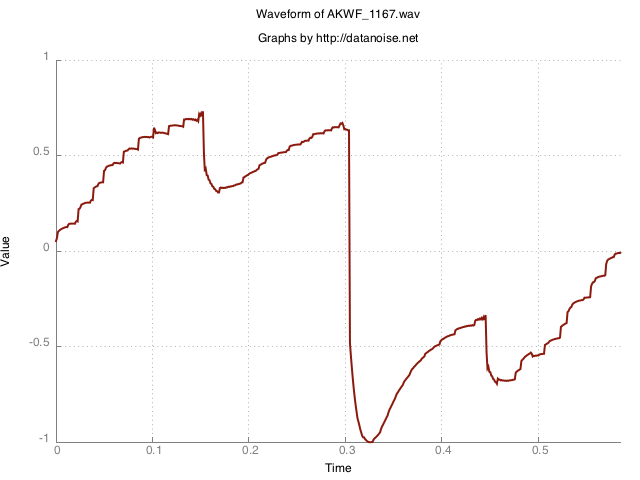 Waveform of AKWF_1167.wav
Graphs by http://datanoise.net
1
0.5
0
-0.5
-1
Value
0 0.1 0.2 0.3 0.4 0.5
Time